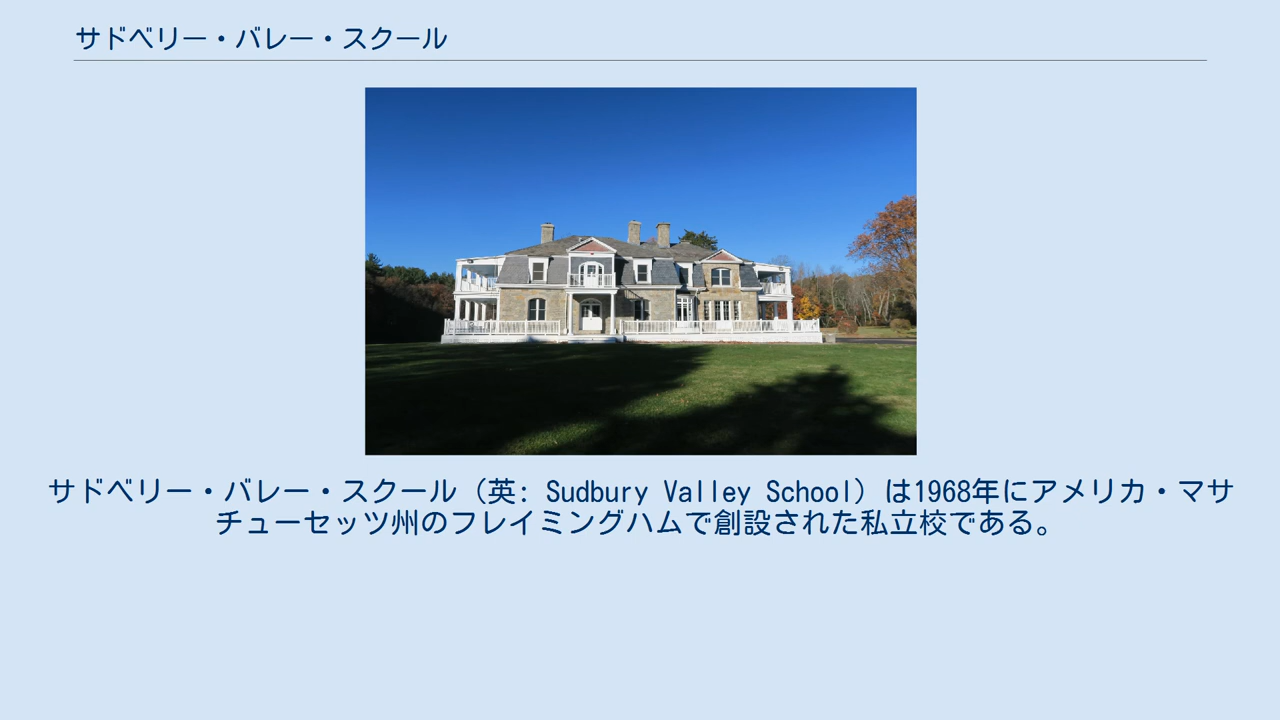 サドベリー・バレー・スクール
サドベリー・バレー・スクール（英: Sudbury Valley School）は1968年にアメリカ・マサ
チューセッツ州のフレイミングハムで創設された私立校である。